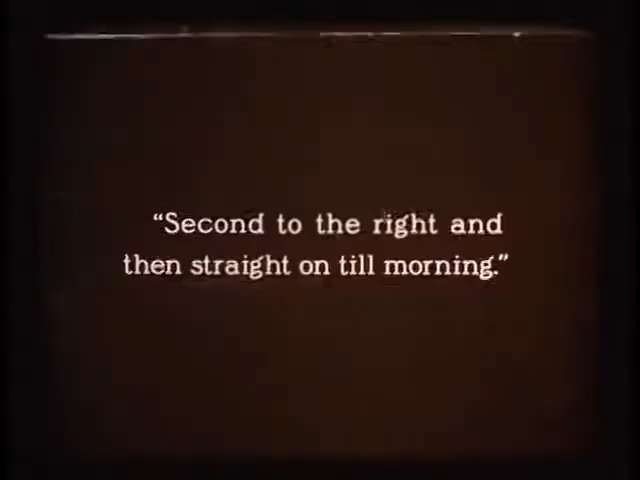 “Second to the right and
then straight on till morning.”